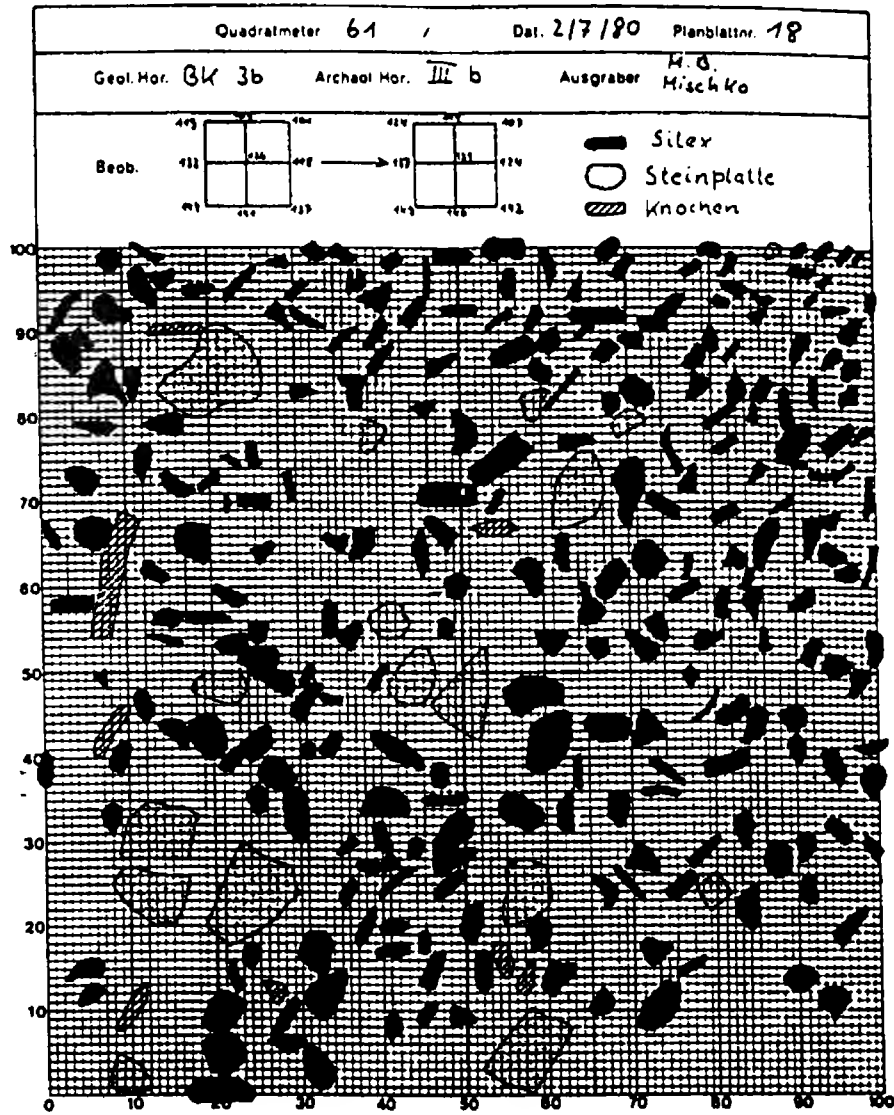 Quadratmeter 61 , Dat. 2/7/80 Planblattnr. 18
Geol. Hor. BK 3b Archäol Hor. III b Ausgraber M. B. Mischko
Beob.
Silex
Steinplatte
Knochen
100
90
80
70
60
50
40
30
20
10
0 10 20 30 40 50 60 70 80 90 100